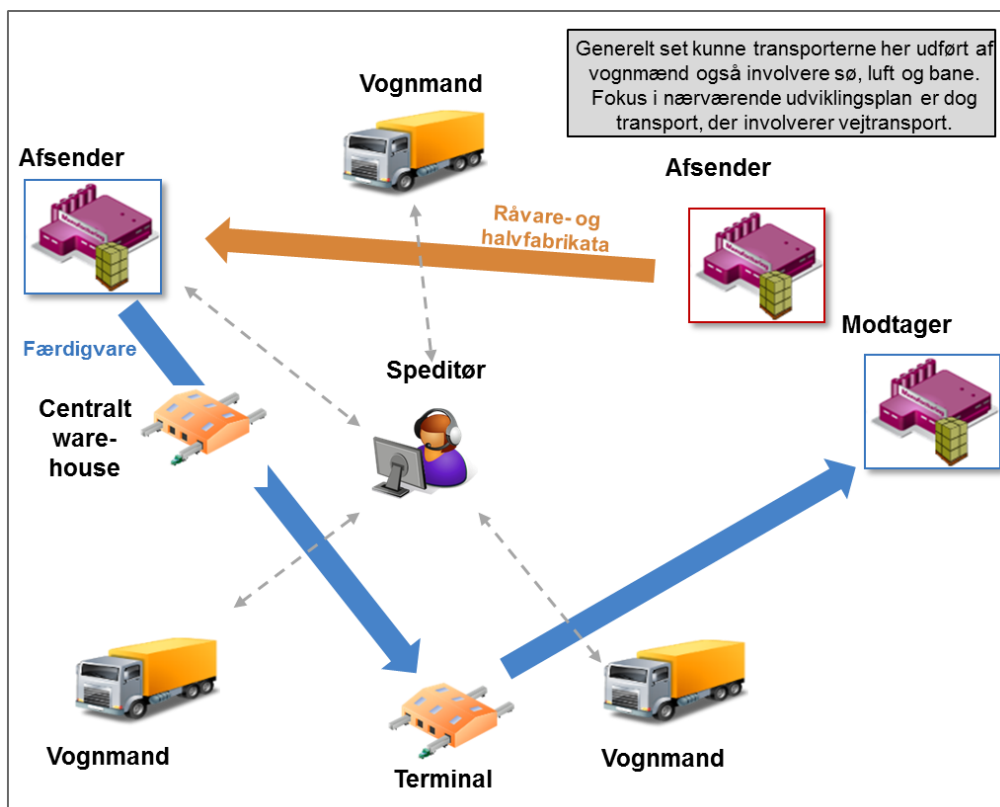 Generelt set kunne transporterne her udført af
vognmænd også involvere sø, luft og bane.
Fokus i nærværende udviklingsplan er dog
transport, der involverer vejtransport.
Vognmand
Afsender
Afsender
Råvare- og
halvfabrikata
Modtager
Færdigvare
Speditør
Centralt
ware-
house
Vognmand
Terminal
Vognmand